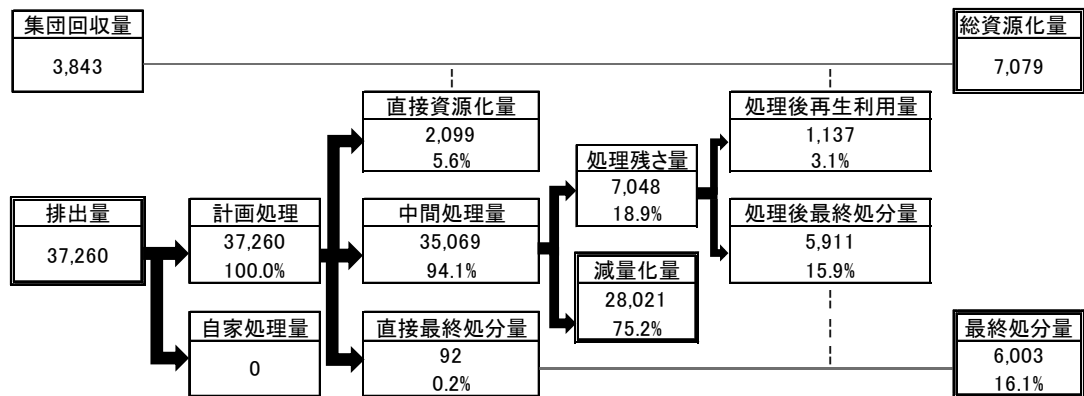 集団回収量
3,843
総資源化量
7,079
直接資源化量
2,099
5.6%
処理後再生利用量
1,137
3.1%
処理残さ量
7,048
18.9%
排出量
37,260
計画処理
37,260
100.0%
中間処理量
35,069
94.1%
処理後最終処分量
5,911
15.9%
減量化量
28,021
75.2%
自家処理量
0
直接最終処分量
92
0.2%
最終処分量
6,003
16.1%